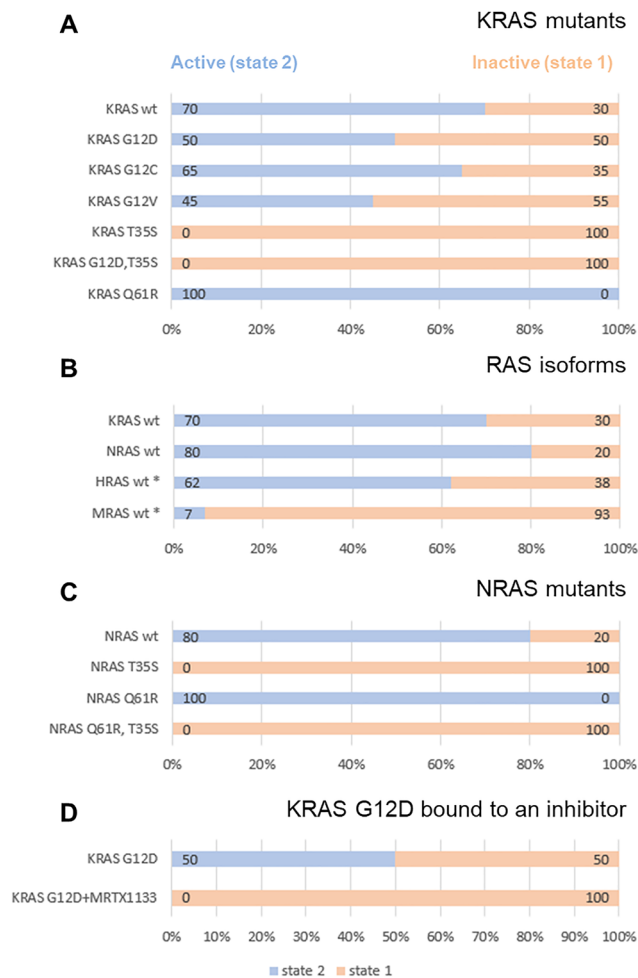 A
KRAS mutants
Active (state 2)
Inactive (state 1)
KRAS wt 70 30
KRAS G12D 50 50
KRAS G12C 65 35
KRAS G12V 45 55
KRAS T35S 0 100
KRAS G12D,T35S 0 100
KRAS Q61R 100 0
0% 20% 40% 60% 80% 100%
B
RAS isoforms
KRAS wt 70 30
NRAS wt 80 20
HRAS wt * 62 38
MRAS wt * 7 93
0% 20% 40% 60% 80% 100%
C
NRAS mutants
NRAS wt 80 20
NRAS T35S 0 100
NRAS Q61R 100 0
NRAS Q61R, T35S 0 100
0% 20% 40% 60% 80% 100%
D
KRAS G12D bound to an inhibitor
KRAS G12D 50 50
KRAS G12D+MRTX1133 0 100
0% 10% 20% 30% 40% 50% 60% 70% 80% 90% 100%
state 2 state 1